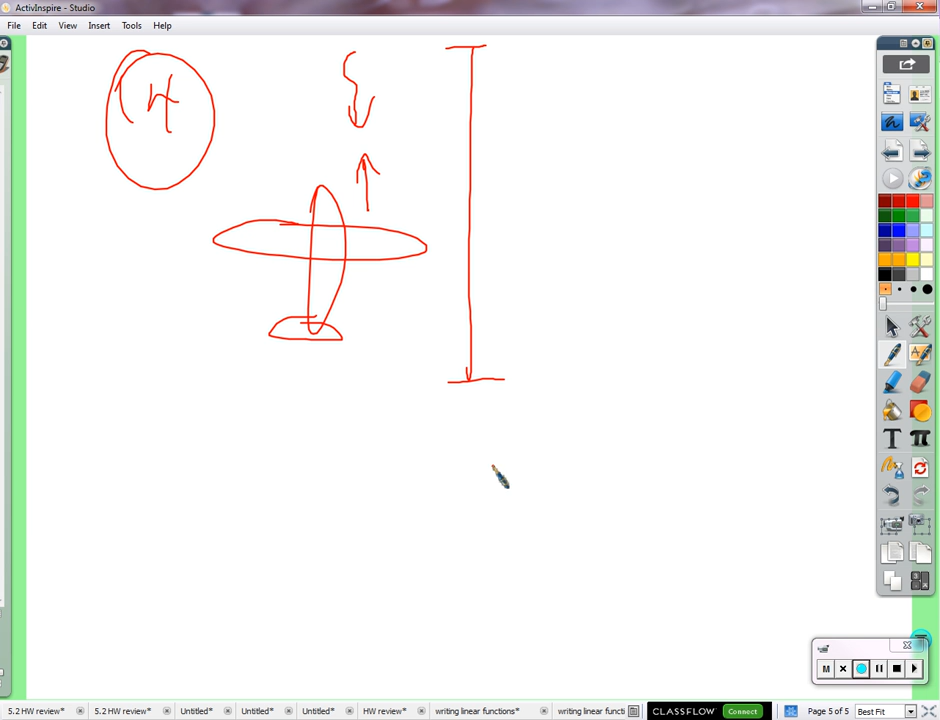 ActivInspire - Studio
File Edit View Insert Tools Help
14
M
5.2 HW review* 5.2 HW review* Untitled* Untitled* Untitled* HW review* writing linear functions* writing linear functi CLASSFLOW Connect Page 5 of 5 Best Fit